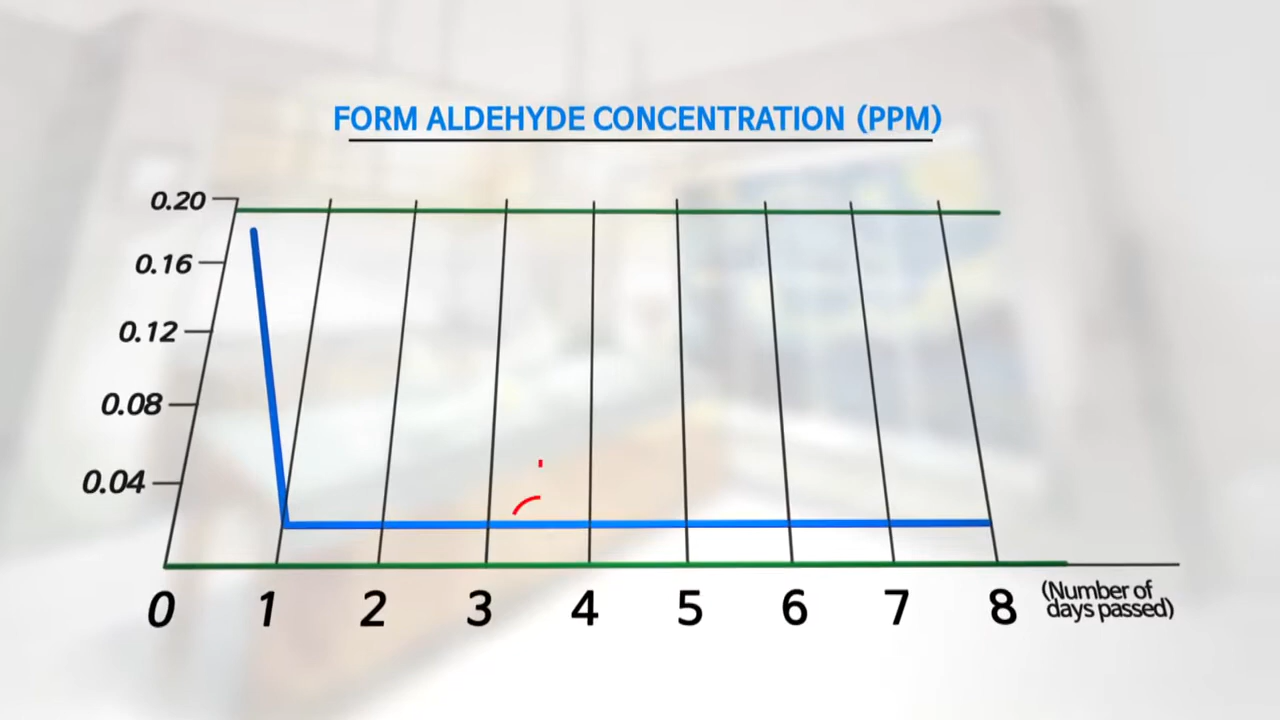 FORM ALDEHYDE CONCENTRATION (PPM)
0.20
0.16
0.12
0.08
0.04
0 1 2 3 4 5 6 7 8 (Number of
days passed)